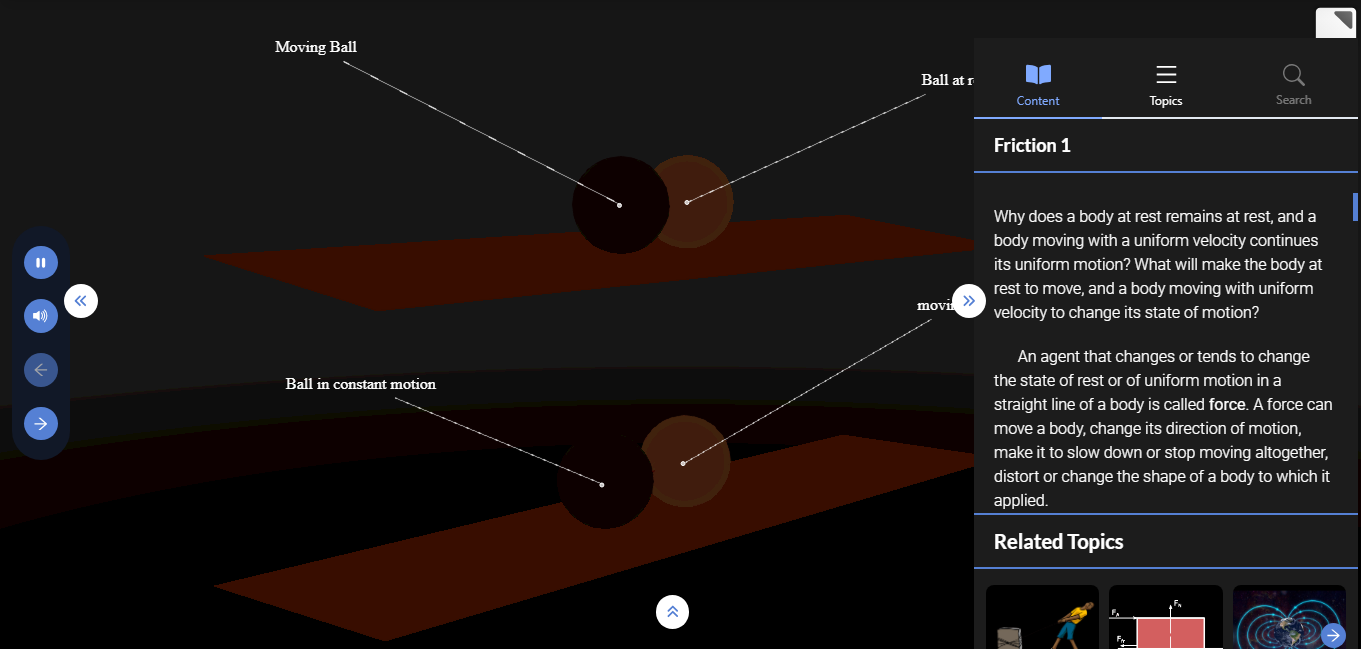 Moving Ball
Ball at
Ball in constant motion
Content
Topics
Search
Friction 1
Why does a body at rest remains at rest, and a
body moving with a uniform velocity continues
its uniform motion? What will make the body at
rest to move, and a body moving with uniform
velocity to change its state of motion?
An agent that changes or tends to change
the state of rest or of uniform motion in a
straight line of a body is called force. A force can
move a body, change its direction of motion,
make it to slow down or stop moving altogether,
distort or change the shape of a body to which it
applied.
Related Topics
FN
FA